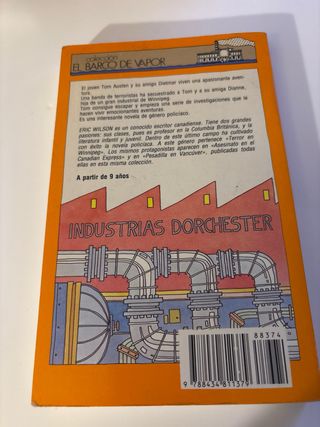 colección
EL BARCO DE VAPOR
El joven Tom Austen y su amigo Dietmar viven una apasionante aven-
tura.
Una banda de terroristas ha secuestrado a Tom y a su amiga Dianne,
hija de un gran industrial de Winnipeg.
Tom consigue escapar y empieza una serie de investigaciones que le
hacen vivir emocionantes aventuras.
Es una interesante novela de género policíaco.
ERIC WILSON es un conocido escritor canadiense. Tiene dos grandes
pasiones: sus clases, pues es profesor en la Columbia Británica, y la
literatura infantil y juvenil. Dentro de este último campo ha cultivado
con éxito la novela policíaca. A este género pertenece «Terror en
Winnipeg». Los mismos protagonistas aparecen en «Asesinato en el
Canadian Express» y en «Pesadilla en Vancúver», publicadas todas
ellas en esta misma colección.
A partir de 9 años
INDUSTRIAS DORCHESTER
88374
9 788434 811379